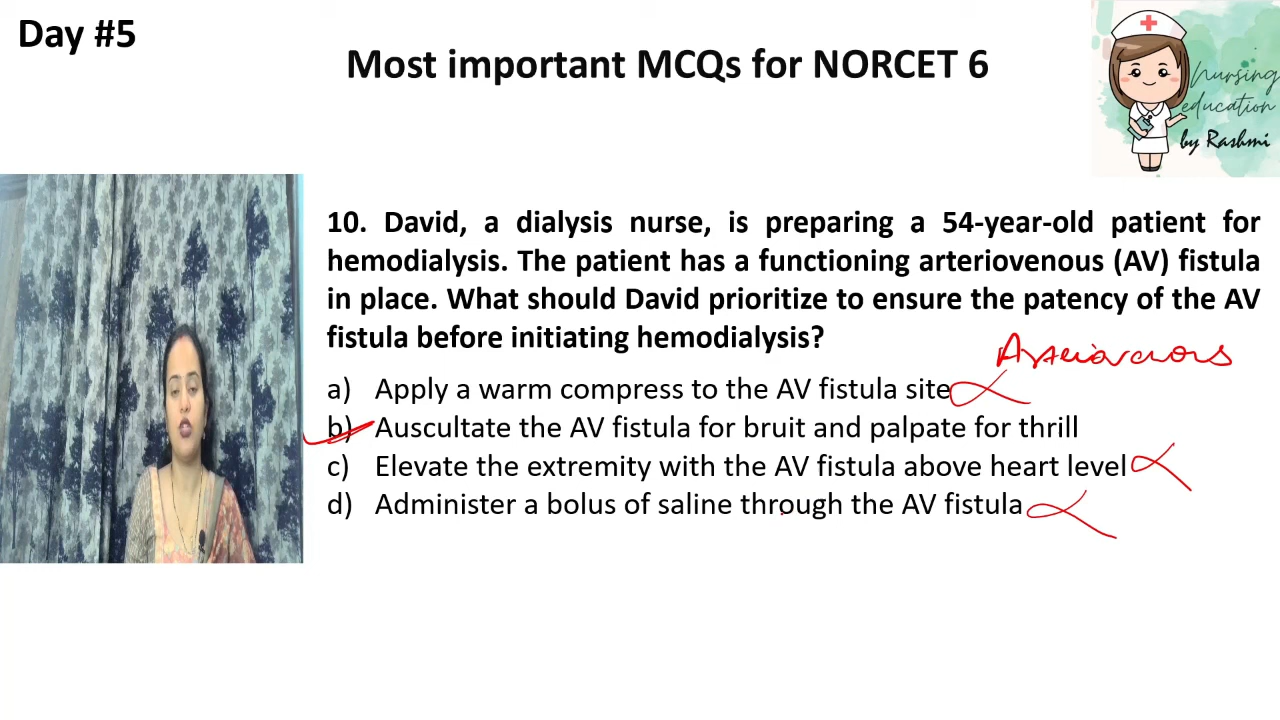 Day #5
Most important MCQs for NORCET 6
Nursing
education
by Rashmi
10. David, a dialysis nurse, is preparing a 54-year-old patient for
hemodialysis. The patient has a functioning arteriovenous (AV) fistula
in place. What should David prioritize to ensure the patency of the AV
fistula before initiating hemodialysis?
Arteriovenous
a) Apply a warm compress to the AV fistula site
b) Auscultate the AV fistula for bruit and palpate for thrill
c) Elevate the extremity with the AV fistula above heart level
d) Administer a bolus of saline through the AV fistula